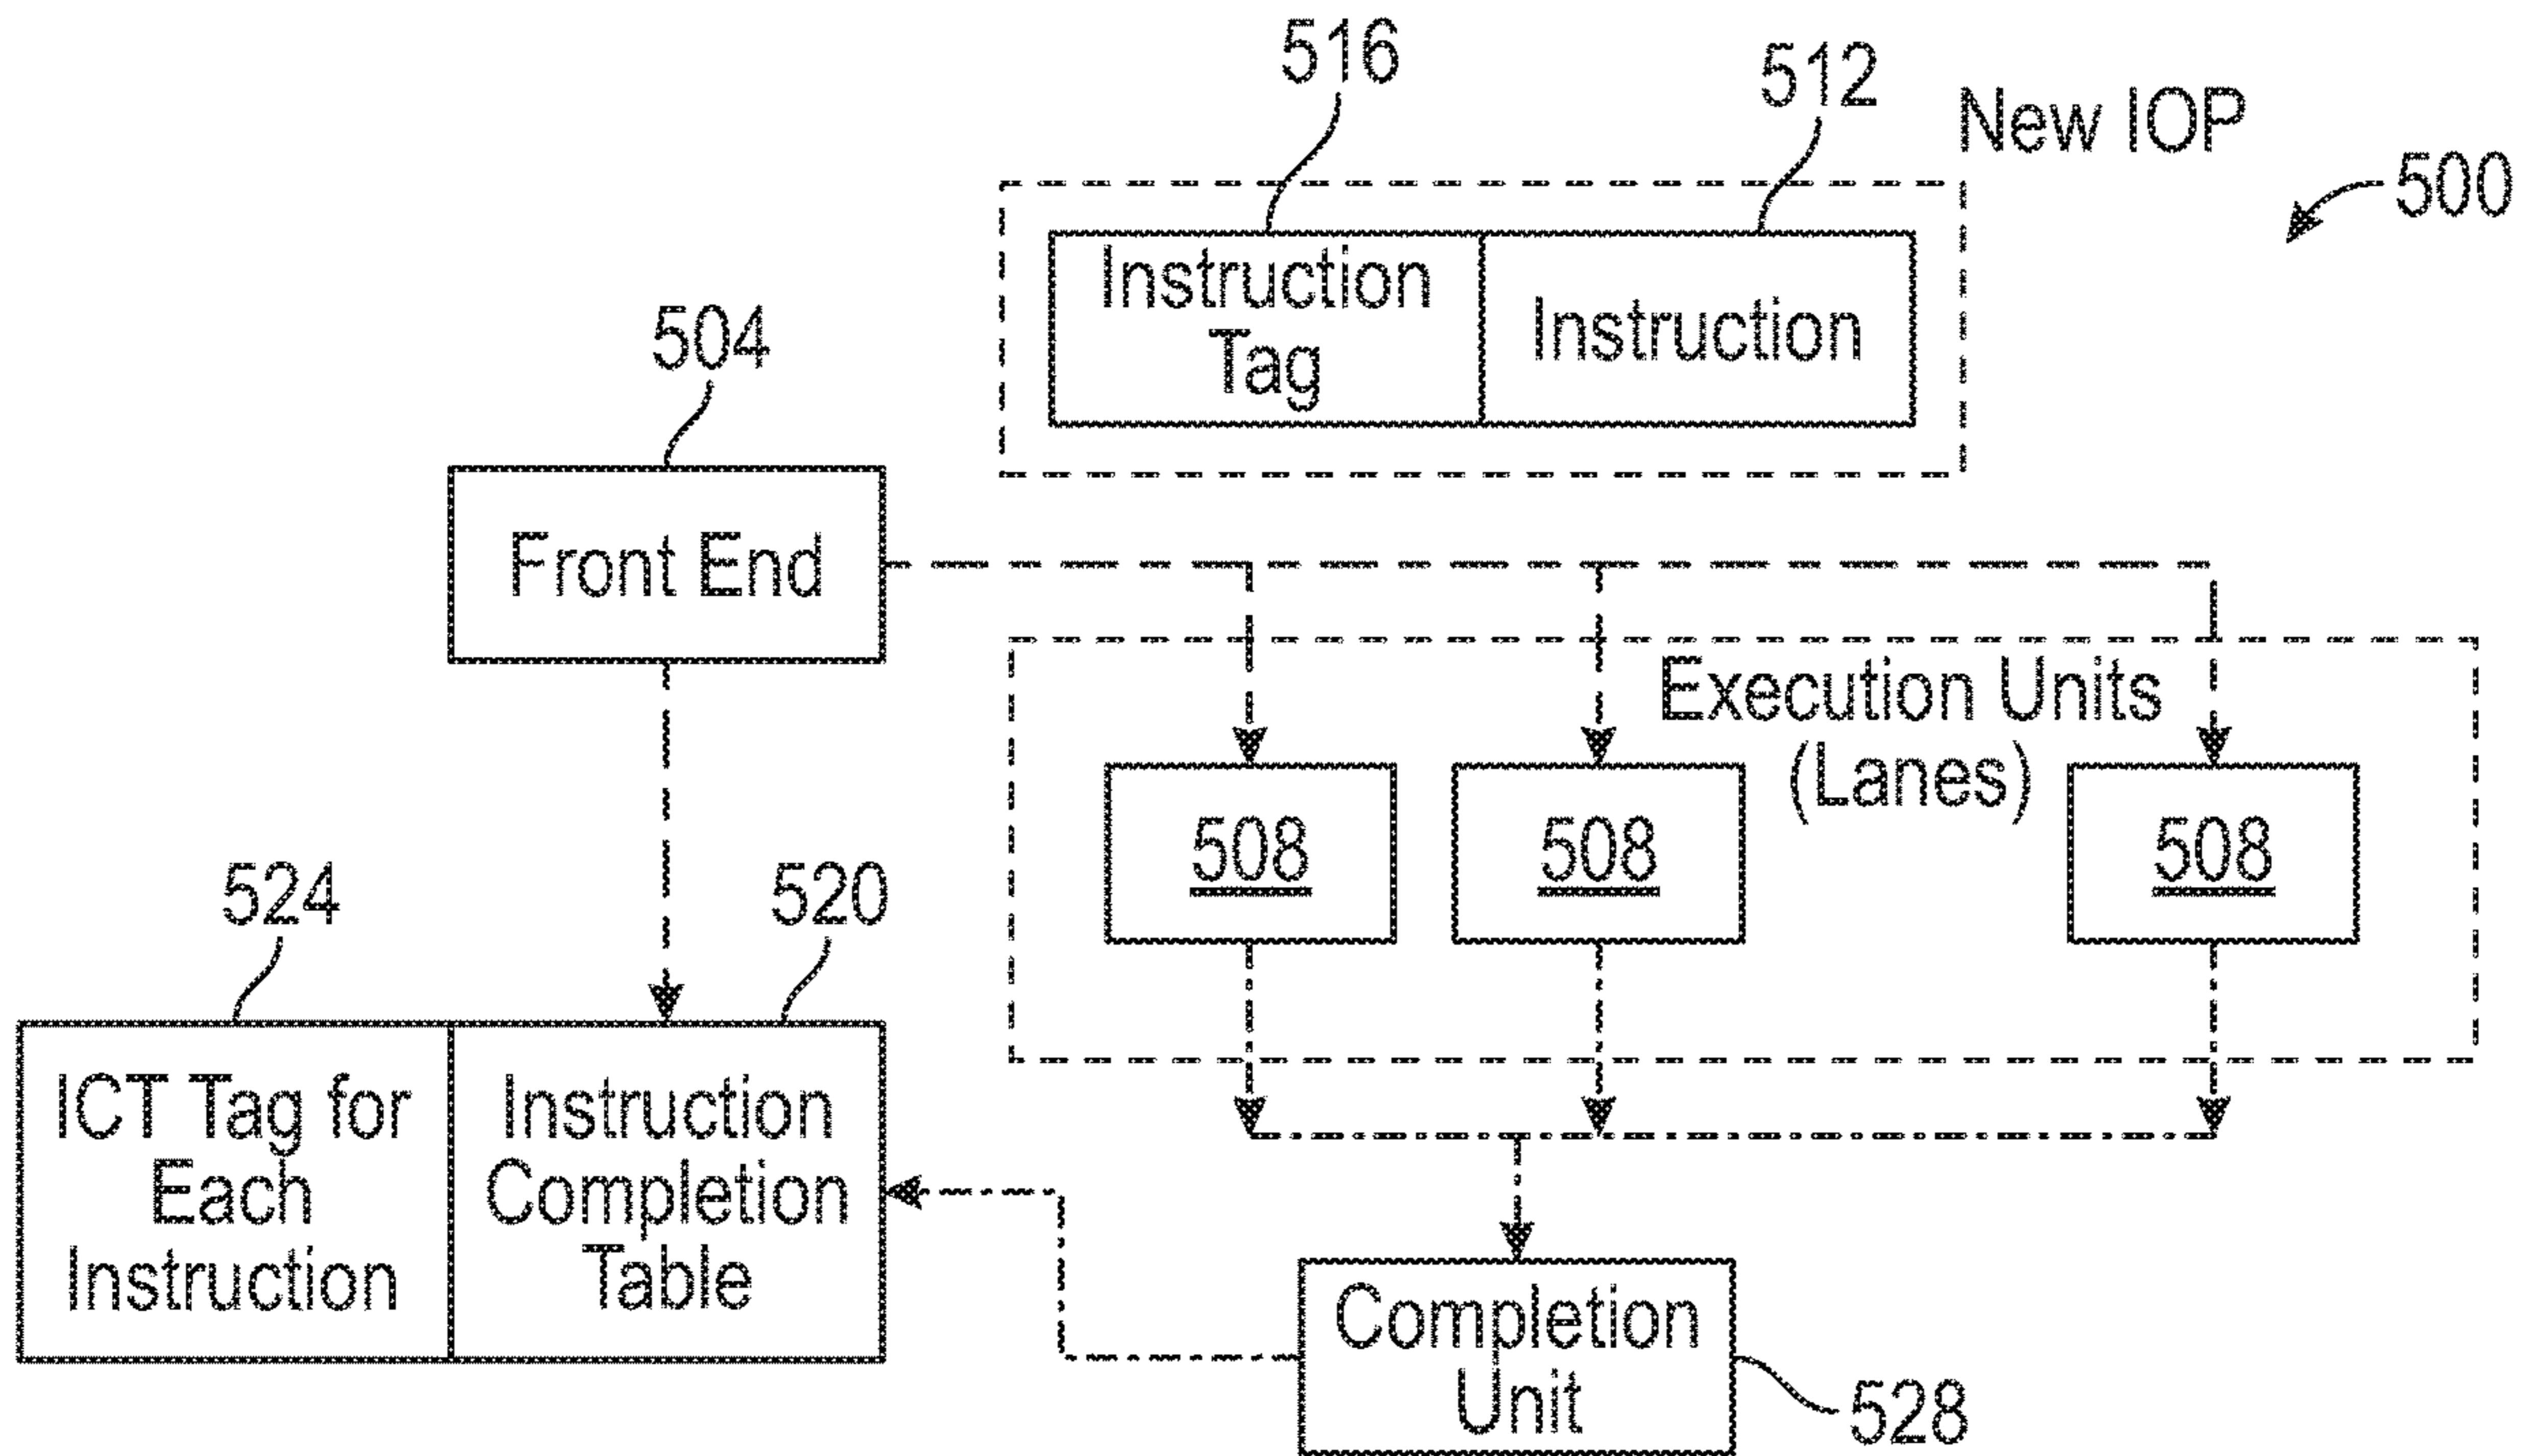 516
512
New IOP
500
Instruction
Tag
Instruction
504
Front End
Execution Units
(Lanes)
508
508
508
524
520
ICT Tag for
Each
Instruction
Instruction
Completion
Table
Completion
Unit
528